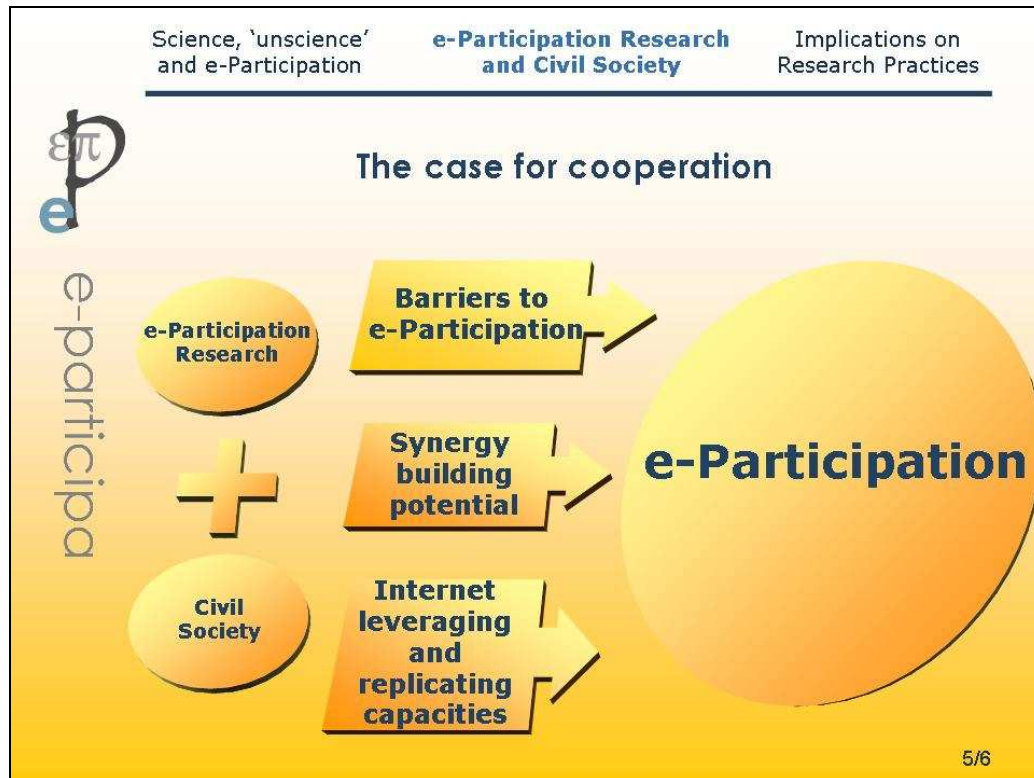 Science, ‘unscience’
and e-Participation
e-Participation Research
and Civil Society
Implications on
Research Practices
επ
p
e
e-participa
The case for cooperation
e-Participation
Research
Civil
Society
Barriers to
e-Participation
Synergy
building
potential
Internet
leveraging
and
replicating
capacities
e-Participation
5/6